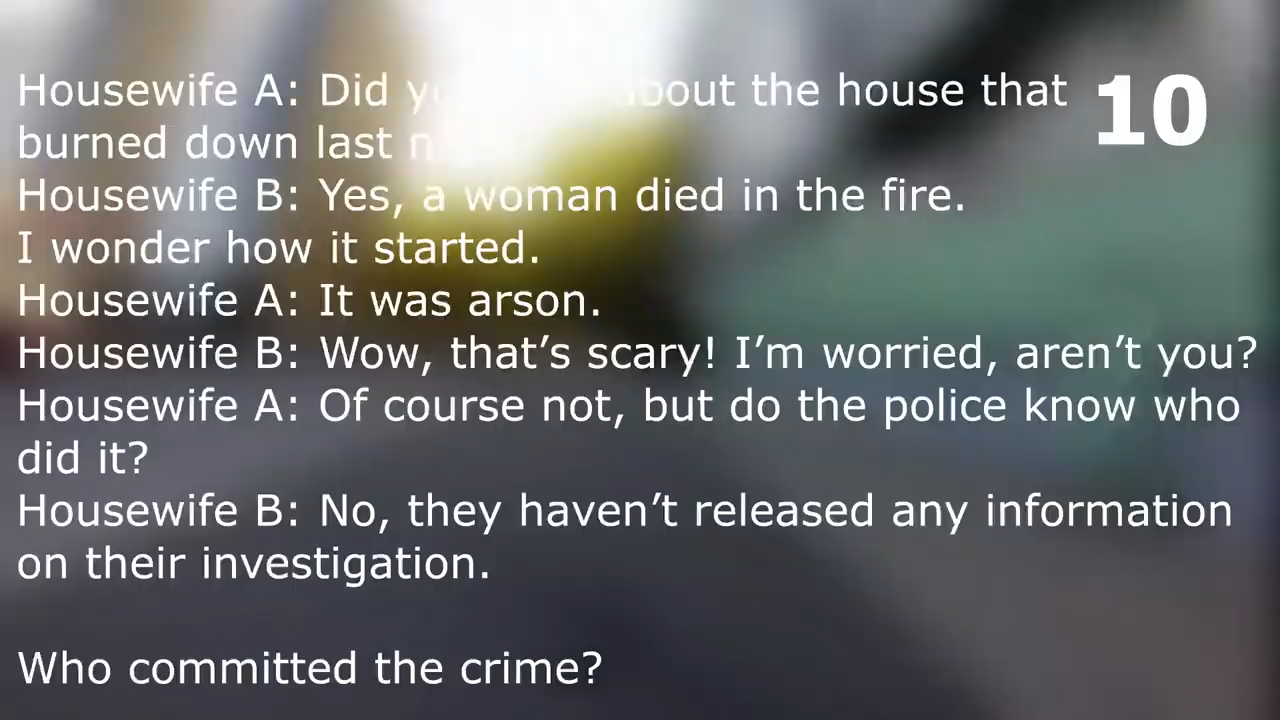 Housewife A: Did about the house that
burned down last
Housewife B: Yes, a woman died in the fire.
I wonder how it started.
Housewife A: It was arson.
Housewife B: Wow, that’s scary! I’m worried, aren’t you?
Housewife A: Of course not, but do the police know who
did it?
Housewife B: No, they haven’t released any information
on their investigation.
Who committed the crime?
10